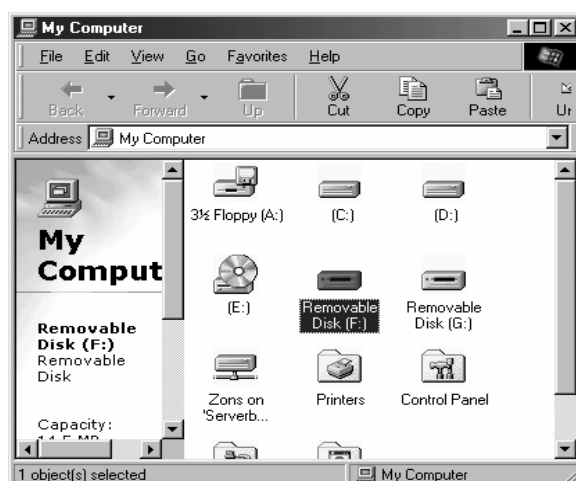 My Computer
File Edit View Go Favorites Help
Back Forward Up Cut Copy Paste
Address My Computer
3½ Floppy (A:) (C:) (D:)
My
Comput
(E:) Removable
Disk (F:) Removable
Disk (G:)
Removable
Disk (F:)
Removable
Disk
Zons on
'Serverb... Printers Control Panel
Capacity:
1 object(s) selected My Computer